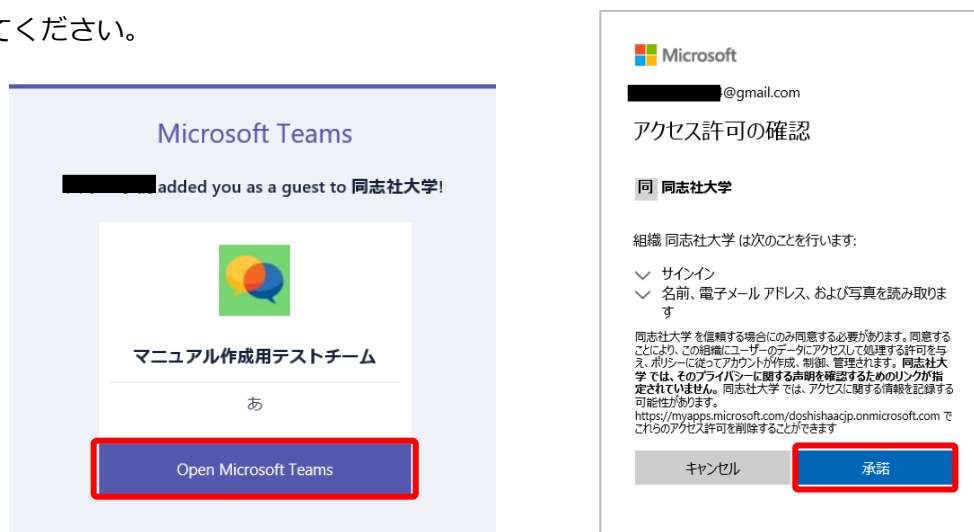 てください。
Microsoft Teams
added you as a guest to 同志社大学!
マニュアル作成用テストチーム
あ
Open Microsoft Teams
Microsoft
@gmail.com
アクセス許可の確認
同 同志社大学
組織 同志社大学 は次のことを行います:
サインイン
名前、電子メール アドレス、および写真を読み取りま
す
同志社大学 を信頼する場合にのみ同意する必要があります。同意する
ことにより、この組織にユーザーのデータにアクセスして処理する許可を与
え、ポリシーに従ってアカウントが作成、制御、管理されます。同志社大
学 では、そのプライバシーに関する声明を確認するためのリンクが指
定されていません。同志社大学 では、アクセスに関する情報を記録する
可能性があります。
https://myapps.microsoft.com/doshishaacjp.onmicrosoft.com で
これらのアクセス許可を削除することができます
キャンセル
承諾